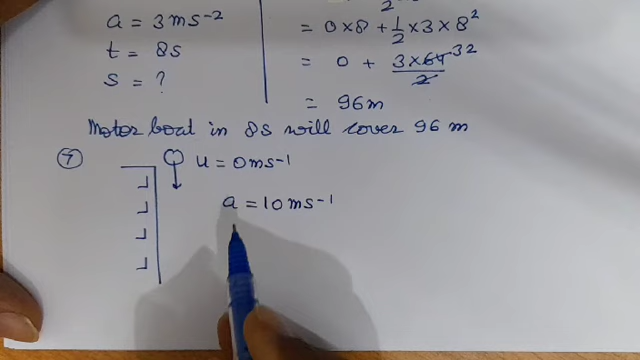 a = 3ms-2
t = 8s
s = ?
2
= 0×8 + 1/2 × 3 × 8²
= 0 + 3×64/2 32
= 96m
Motor boat in 8s will cover 96 m
7 u = 0ms-1
a = 10ms-1